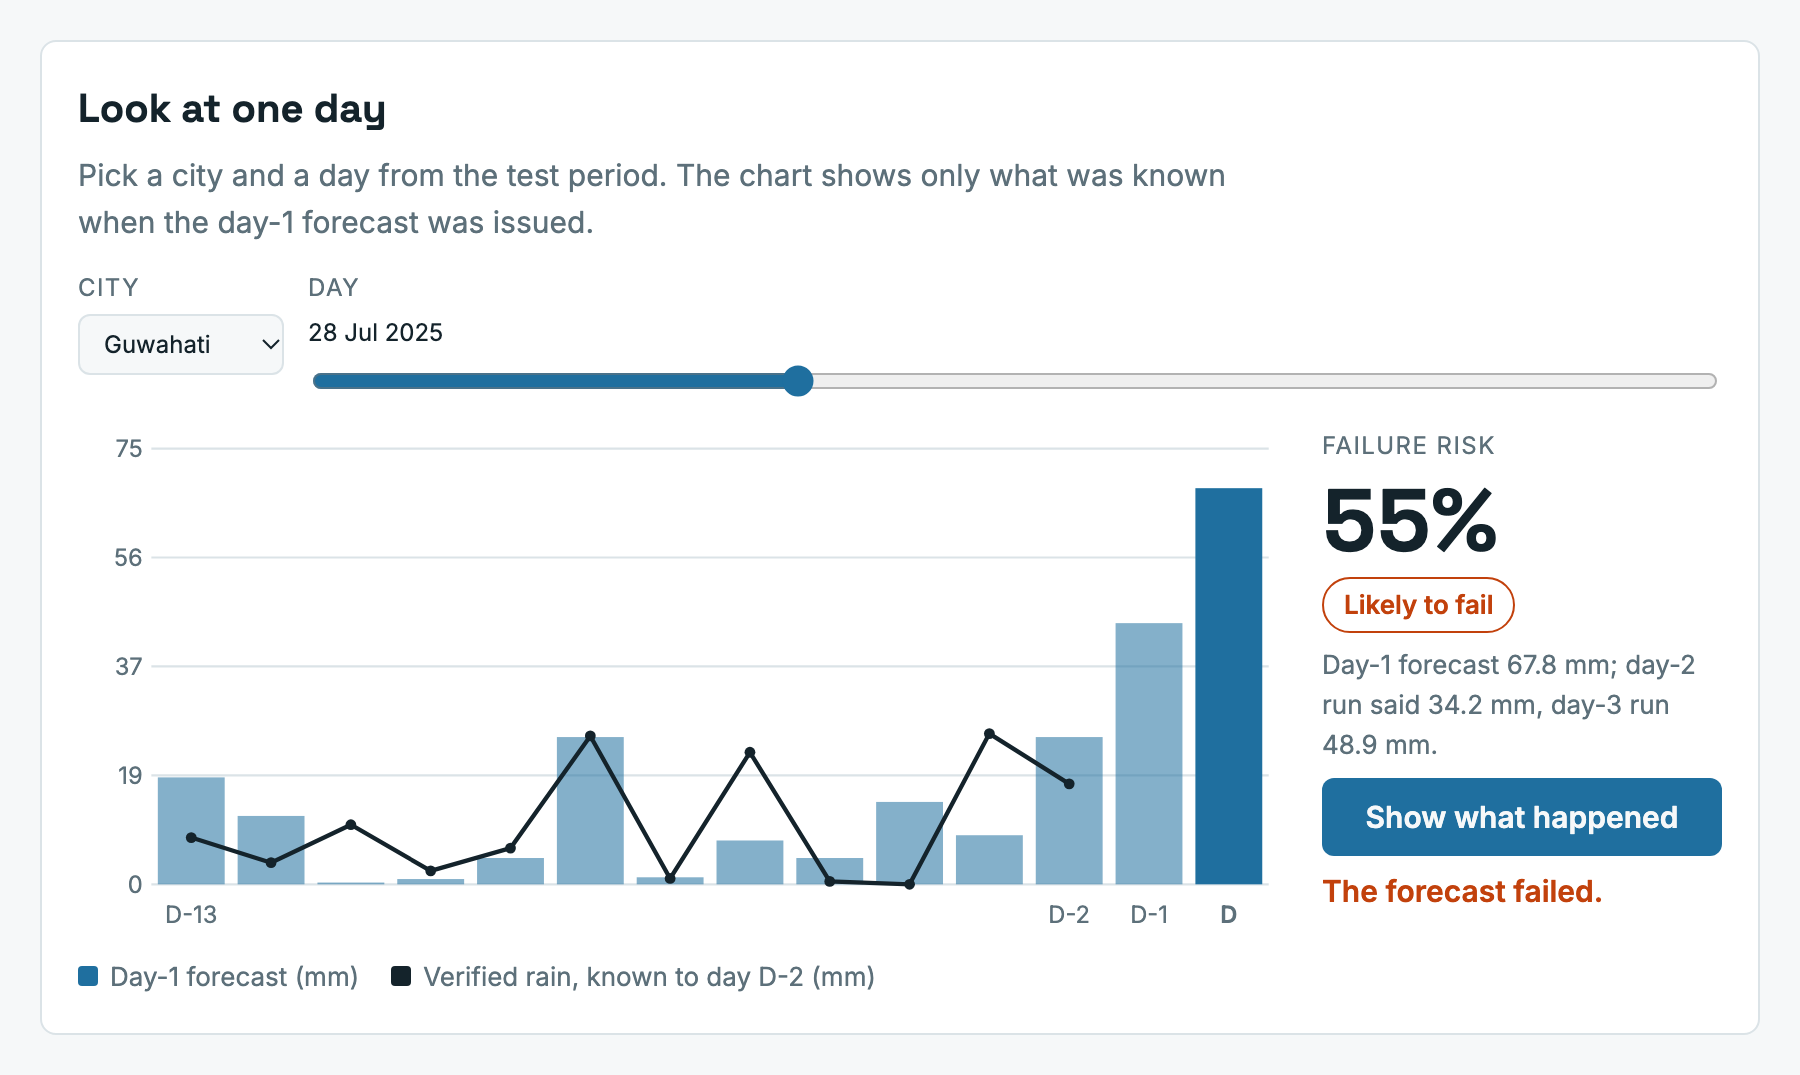 Look at one day
Pick a city and a day from the test period. The chart shows only what was known
when the day-1 forecast was issued.
CITY
DAY
Guwahati
28 Jul 2025
75
56
37
19
0
D-13
D-2
D-1
D
Day-1 forecast (mm)
Verified rain, known to day D-2 (mm)
FAILURE RISK
55%
Likely to fail
Day-1 forecast 67.8 mm; day-2
run said 34.2 mm, day-3 run
48.9 mm.
Show what happened
The forecast failed.